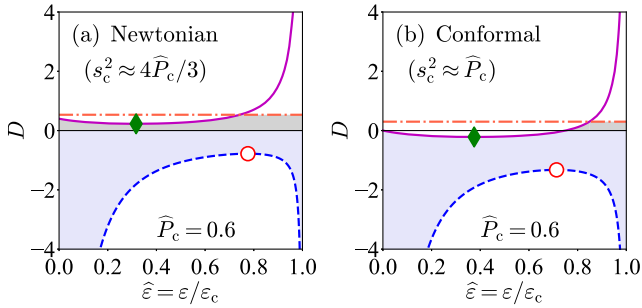 (a) Newtonian
(s_c^2 ≈ 4P̂_c/3)
P̂_c = 0.6
D
4
2
0
−2
−4
0.0 0.2 0.4 0.6 0.8 1.0
ε̂ = ε/ε_c
(b) Conformal
(s_c^2 ≈ P̂_c)
P̂_c = 0.6
D
4
2
0
−2
−4
0.0 0.2 0.4 0.6 0.8 1.0
ε̂ = ε/ε_c